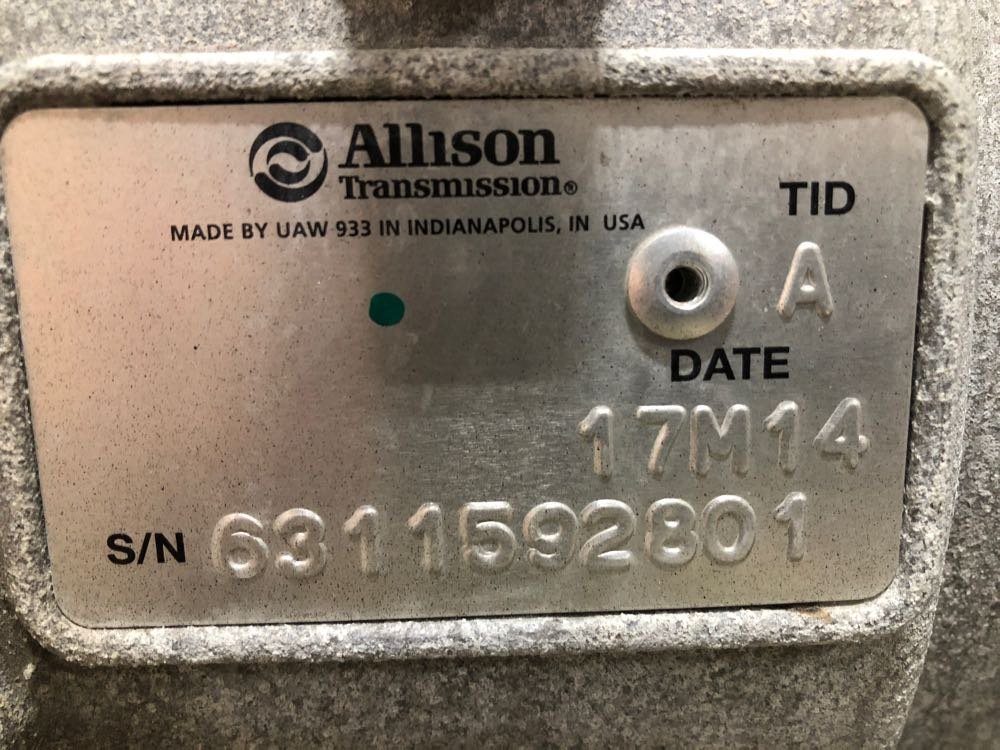 Allison
Transmission®
MADE BY UAW 933 IN INDIANAPOLIS, IN USA
TID
A
DATE
17M14
S/N 6311592801